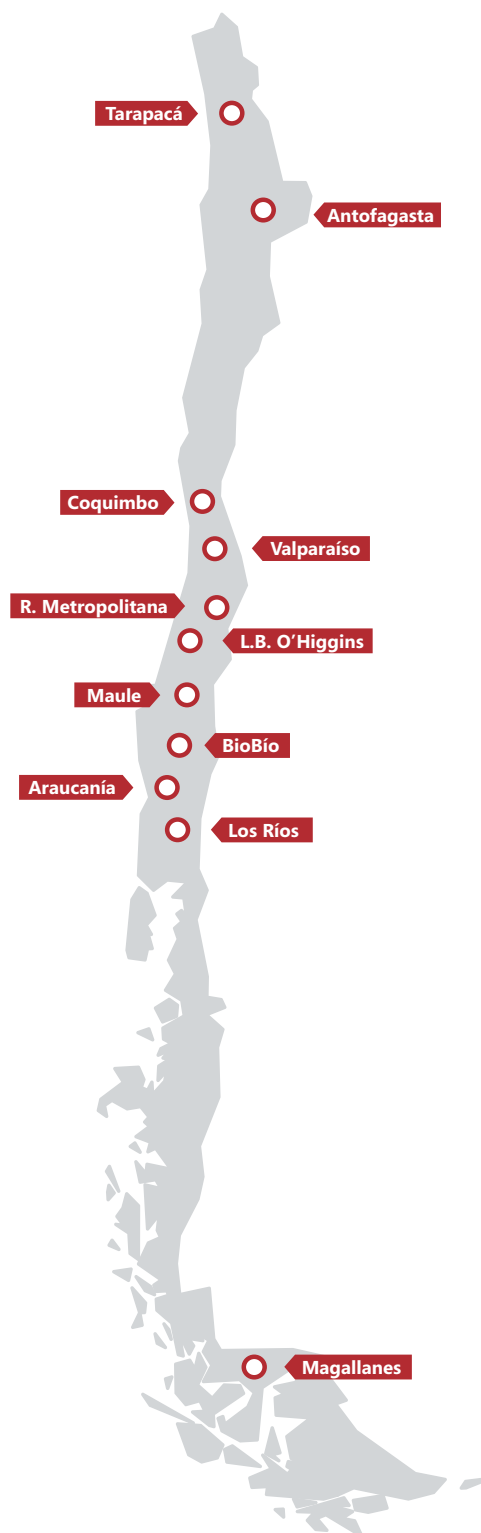 Tarapacá
Antofagasta
Coquimbo
Valparaíso
R. Metropolitana
L.B. O’Higgins
Maule
BioBío
Araucanía
Los Ríos
Magallanes